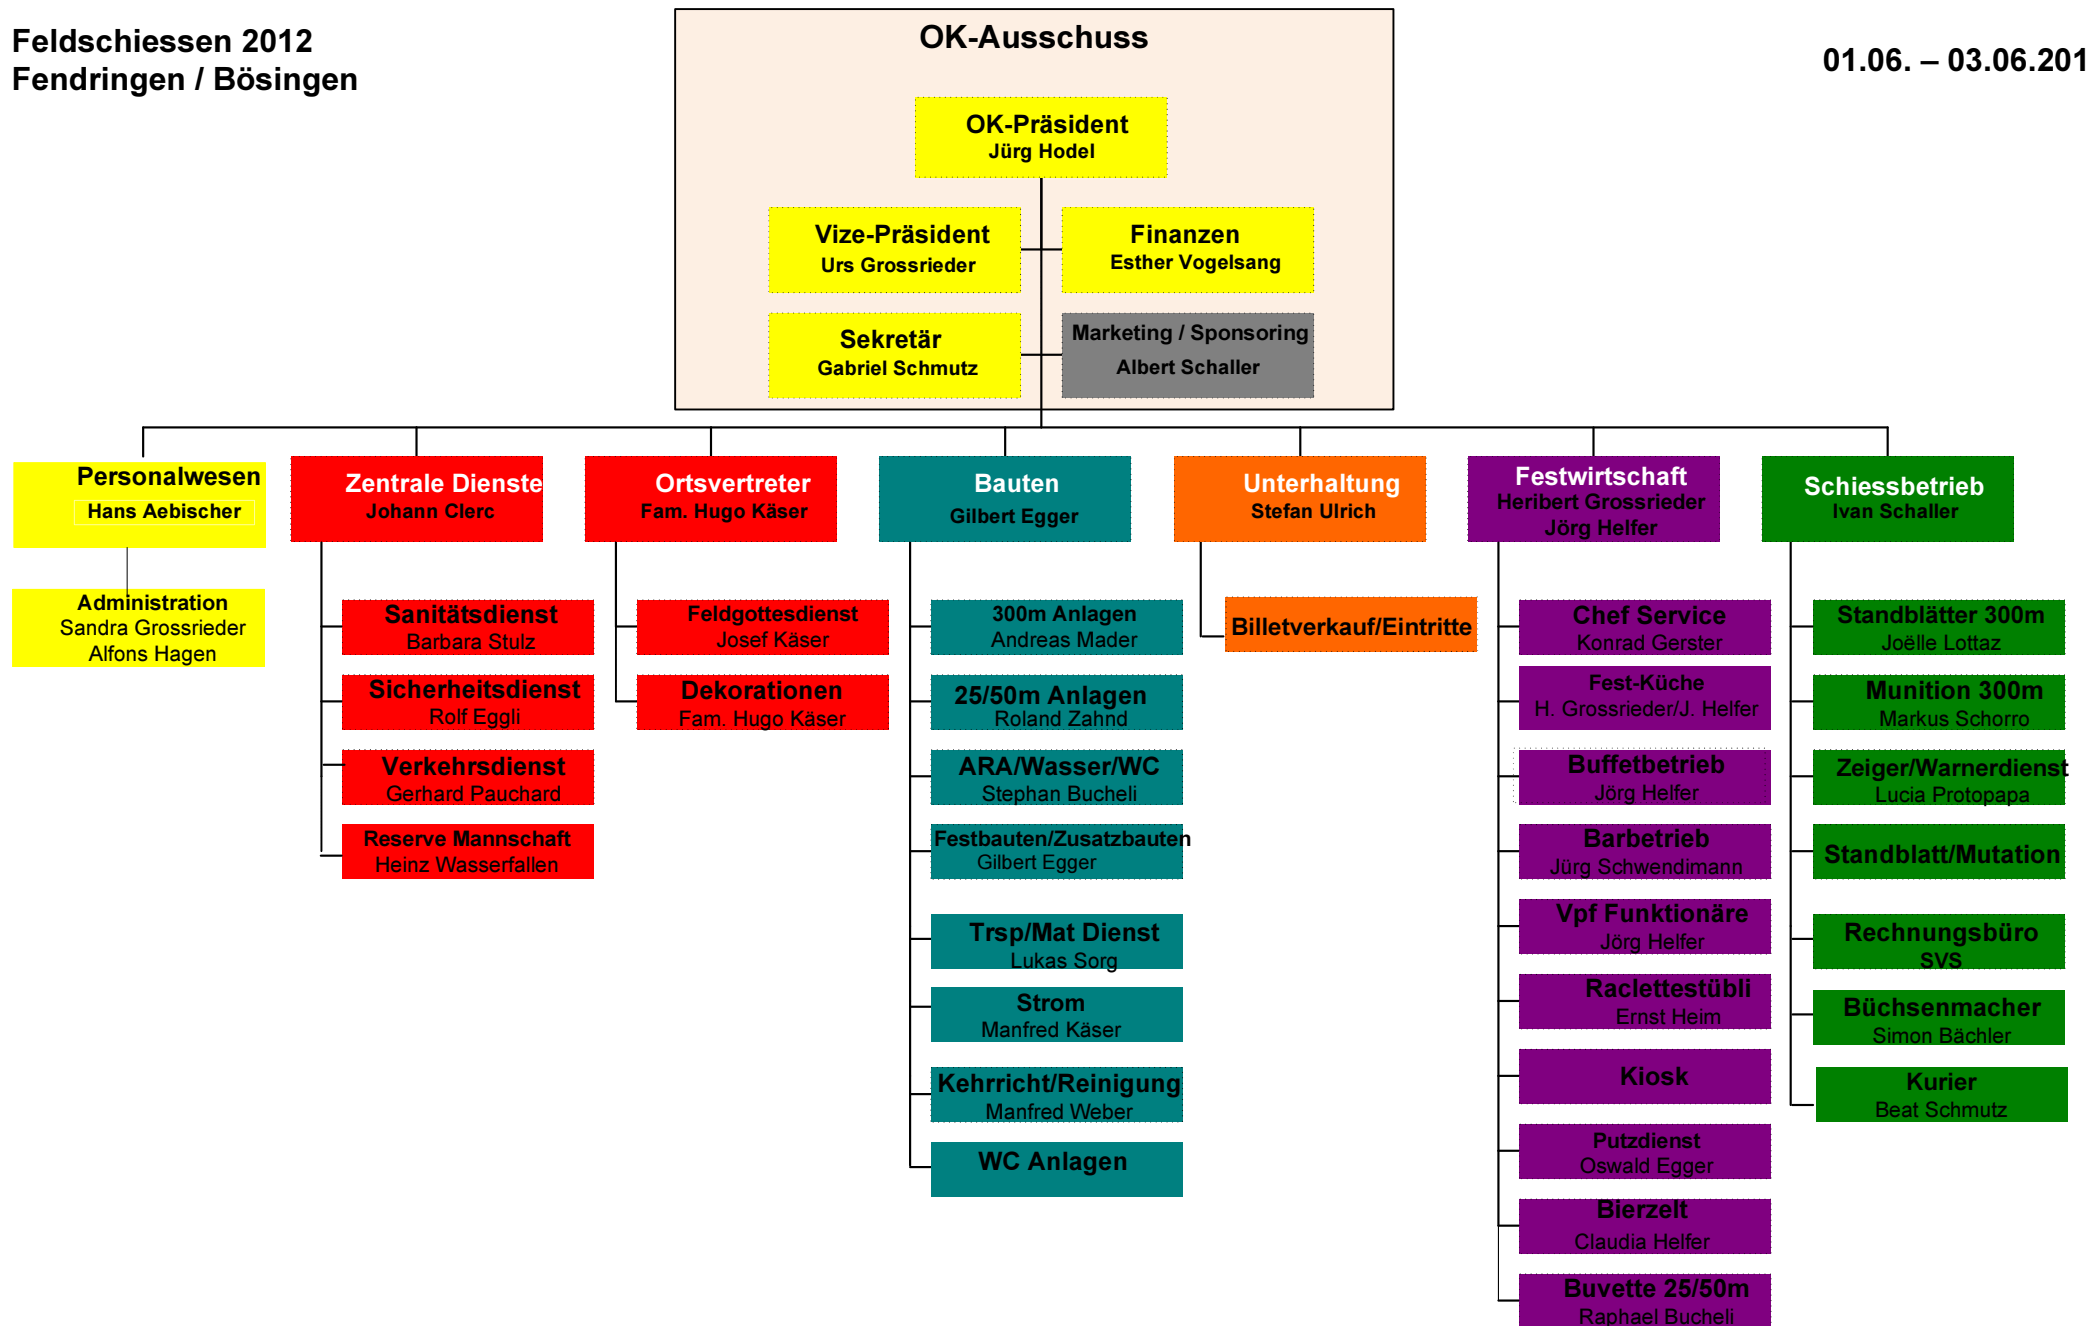 Feldschiessen 2012
Fendringen / Bösingen
OK-Ausschuss
01.06. – 03.06.201
OK-Präsident
Jürg Hodel
Vize-Präsident
Urs Grossrieder
Finanzen
Esther Vogelsang
Sekretär
Gabriel Schmutz
Marketing / Sponsoring
Albert Schaller
Personalwesen
Hans Aebischer
Administration
Sandra Grossrieder
Alfons Hagen
Zentrale Dienste
Johann Clerc
Sanitätsdienst
Barbara Stulz
Sicherheitsdienst
Rolf Eggli
Verkehrsdienst
Gerhard Pauchard
Reserve Mannschaft
Heinz Wasserfallen
Ortsvertreter
Fam. Hugo Käser
Feldgottesdienst
Josef Käser
Dekorationen
Fam. Hugo Käser
Bauten
Gilbert Egger
300m Anlagen
Andreas Mader
25/50m Anlagen
Roland Zahnd
ARA/Wasser/WC
Stephan Bucheli
Festbauten/Zusatzbauten
Gilbert Egger
Trsp/Mat Dienst
Lukas Sorg
Strom
Manfred Käser
Kehrricht/Reinigung
Manfred Weber
WC Anlagen
Unterhaltung
Stefan Ulrich
Billetverkauf/Eintritte
Festwirtschaft
Heribert Grossrieder
Jörg Helfer
Chef Service
Konrad Gerster
Fest-Küche
H. Grossrieder/J. Helfer
Buffetbetrieb
Jörg Helfer
Barbetrieb
Jürg Schwendimann
Vpf Funktionäre
Jörg Helfer
Raclettestübli
Ernst Heim
Kiosk
Putzdienst
Oswald Egger
Bierzelt
Claudia Helfer
Buvette 25/50m
Raphael Bucheli
Schiessbetrieb
Ivan Schaller
Standblätter 300m
Joëlle Lottaz
Munition 300m
Markus Schorro
Zeiger/Warnerdienst
Lucia Protopapa
Standblatt/Mutation
Rechnungsbüro
SVS
Büchsenmacher
Simon Bächler
Kurier
Beat Schmutz